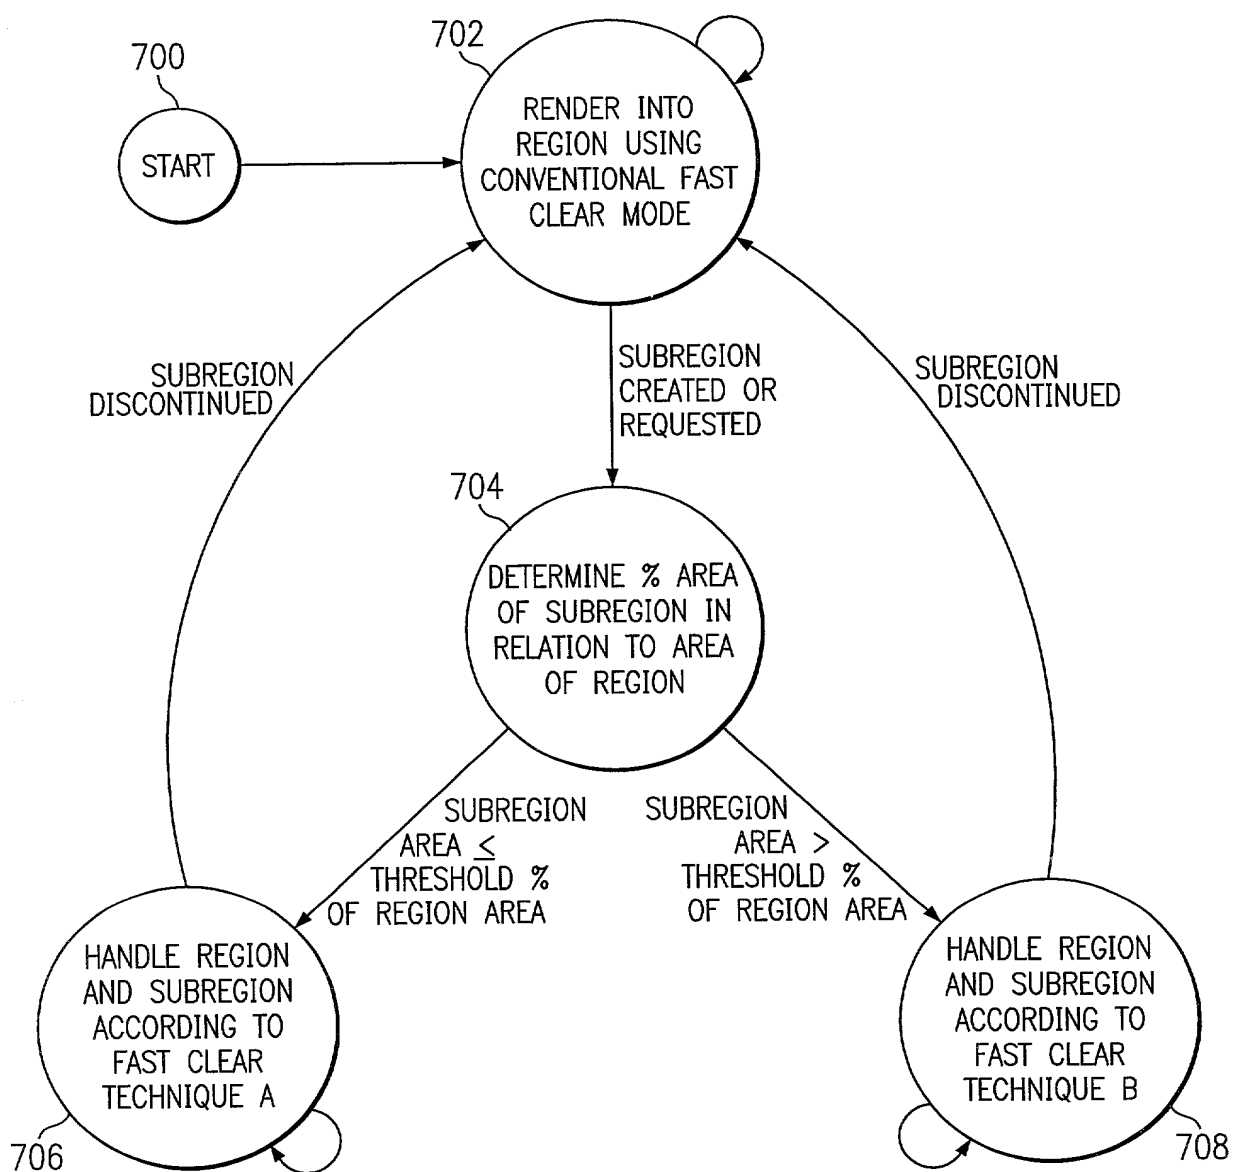 702
700
START
RENDER INTO
REGION USING
CONVENTIONAL FAST
CLEAR MODE
SUBREGION
DISCONTINUED
SUBREGION
CREATED OR
REQUESTED
SUBREGION
DISCONTINUED
704
DETERMINE % AREA
OF SUBREGION IN
RELATION TO AREA
OF REGION
SUBREGION
AREA ≤
THRESHOLD %
OF REGION AREA
SUBREGION
AREA >
THRESHOLD %
OF REGION AREA
HANDLE REGION
AND SUBREGION
ACCORDING TO
FAST CLEAR
TECHNIQUE A
706
HANDLE REGION
AND SUBREGION
ACCORDING TO
FAST CLEAR
TECHNIQUE B
708